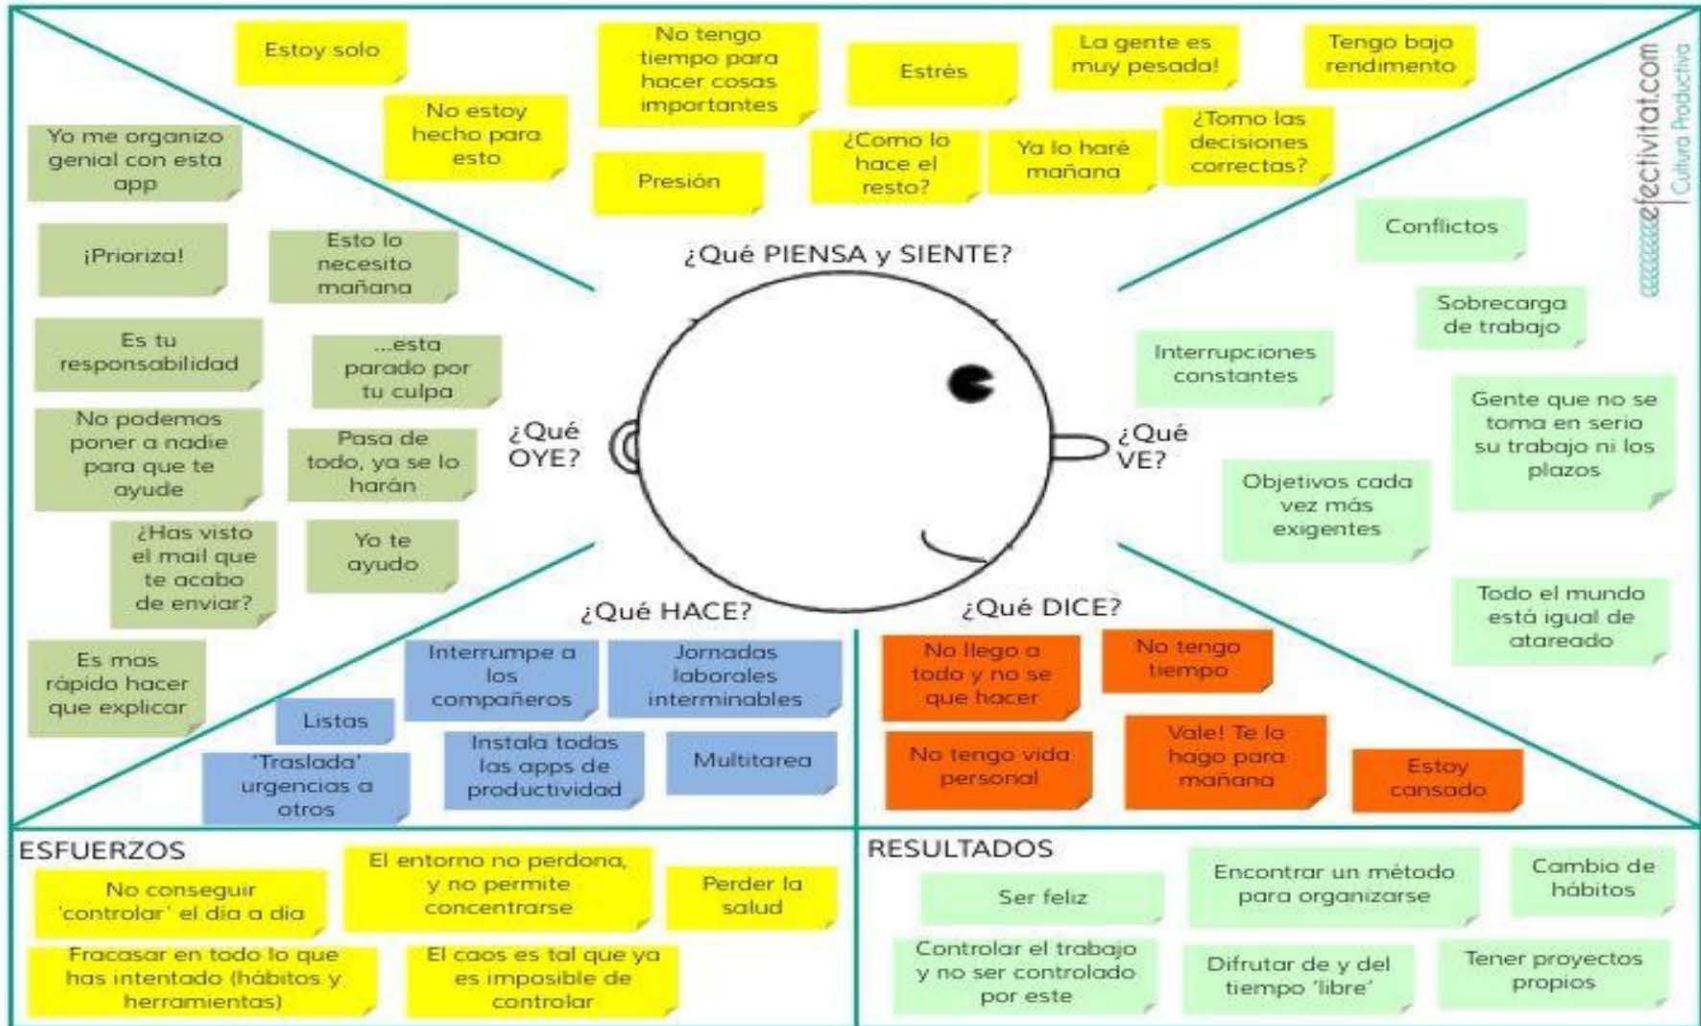 Estoy solo
No estoy
hecho para
esto
No tengo
tiempo para
hacer cosas
importantes
Presión
Estrés
¿Como lo
hace el
resto?
La gente es
muy pesada!
Ya lo haré
mañana
Tengo bajo
rendimiento
¿Tomo las
decisiones
correctas?
efectivitat.com
Cultura Productiva
¿Qué PIENSA y SIENTE?
Yo me organizo
genial con esta
app
¡Prioriza!
Esto lo
necesito
mañana
Es tu
responsabilidad
...esta
parado por
tu culpa
No podemos
poner a nadie
para que te
ayude
Pasa de
todo, ya se lo
harán
¿Has visto
el mail que
te acabo
de enviar?
Yo te
ayudo
Es mas
rápido hacer
que explicar
¿Qué
OYE?
¿Qué
VE?
Conflictos
Sobrecarga
de trabajo
Interrupciones
constantes
Gente que no se
toma en serio
su trabajo ni los
plazos
Objetivos cada
vez más
exigentes
Todo el mundo
está igual de
atareado
¿Qué HACE?
Interrumpe a
los
compañeros
Jornadas
laborales
interminables
Listas
'Traslada'
urgencias a
otros
Instala todas
las apps de
productividad
Multitarea
¿Qué DICE?
No llego a
todo y no se
que hacer
No tengo
tiempo
No tengo vida
personal
Vale! Te lo
hago para
mañana
Estoy
cansado
ESFUERZOS
No conseguir
'controlar' el día a día
El entorno no perdona,
y no permite
concentrarse
Perder la
salud
Fracasar en todo lo que
has intentado (hábitos y
herramientas)
El caos es tal que ya
es imposible de
controlar
RESULTADOS
Ser feliz
Encontrar un método
para organizarse
Cambio de
hábitos
Controlar el trabajo
y no ser controlado
por este
Difrutar de y del
tiempo 'libre'
Tener proyectos
propios